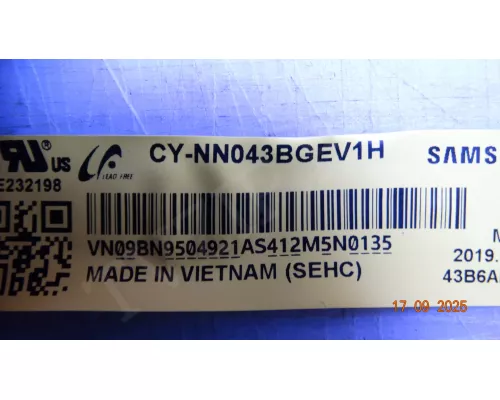 CY-NN043BGEV1H SAMS
US
LEAD FREE
E232198
VN09BN9504921AS412M5N0135
MADE IN VIETNAM (SEHC)
2019.
43B6A
17 09 2025